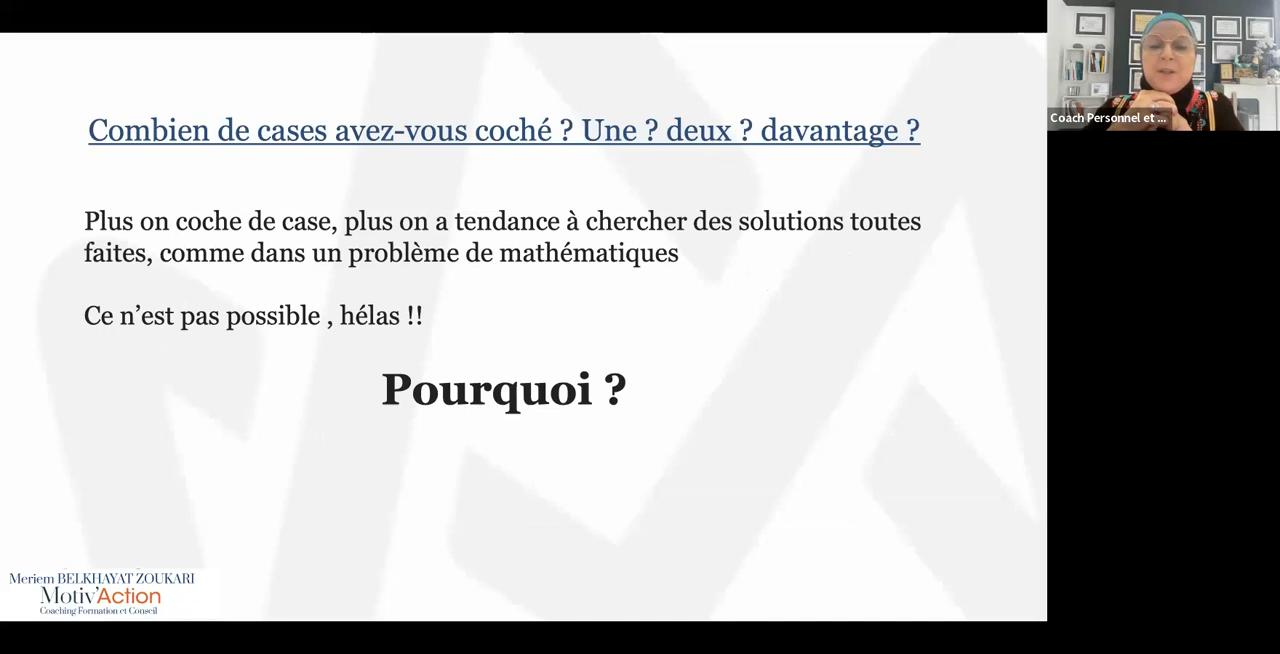 Combien de cases avez-vous coché ? Une ? deux ? davantage ?
Plus on coche de case, plus on a tendance à chercher des solutions toutes
faites, comme dans un problème de mathématiques
Ce n’est pas possible , hélas !!
Pourquoi ?
Meriem BELKHAYAT ZOUKARI
Motiv'Action
Coaching Formation et Conseil
Coach Personnel et ...